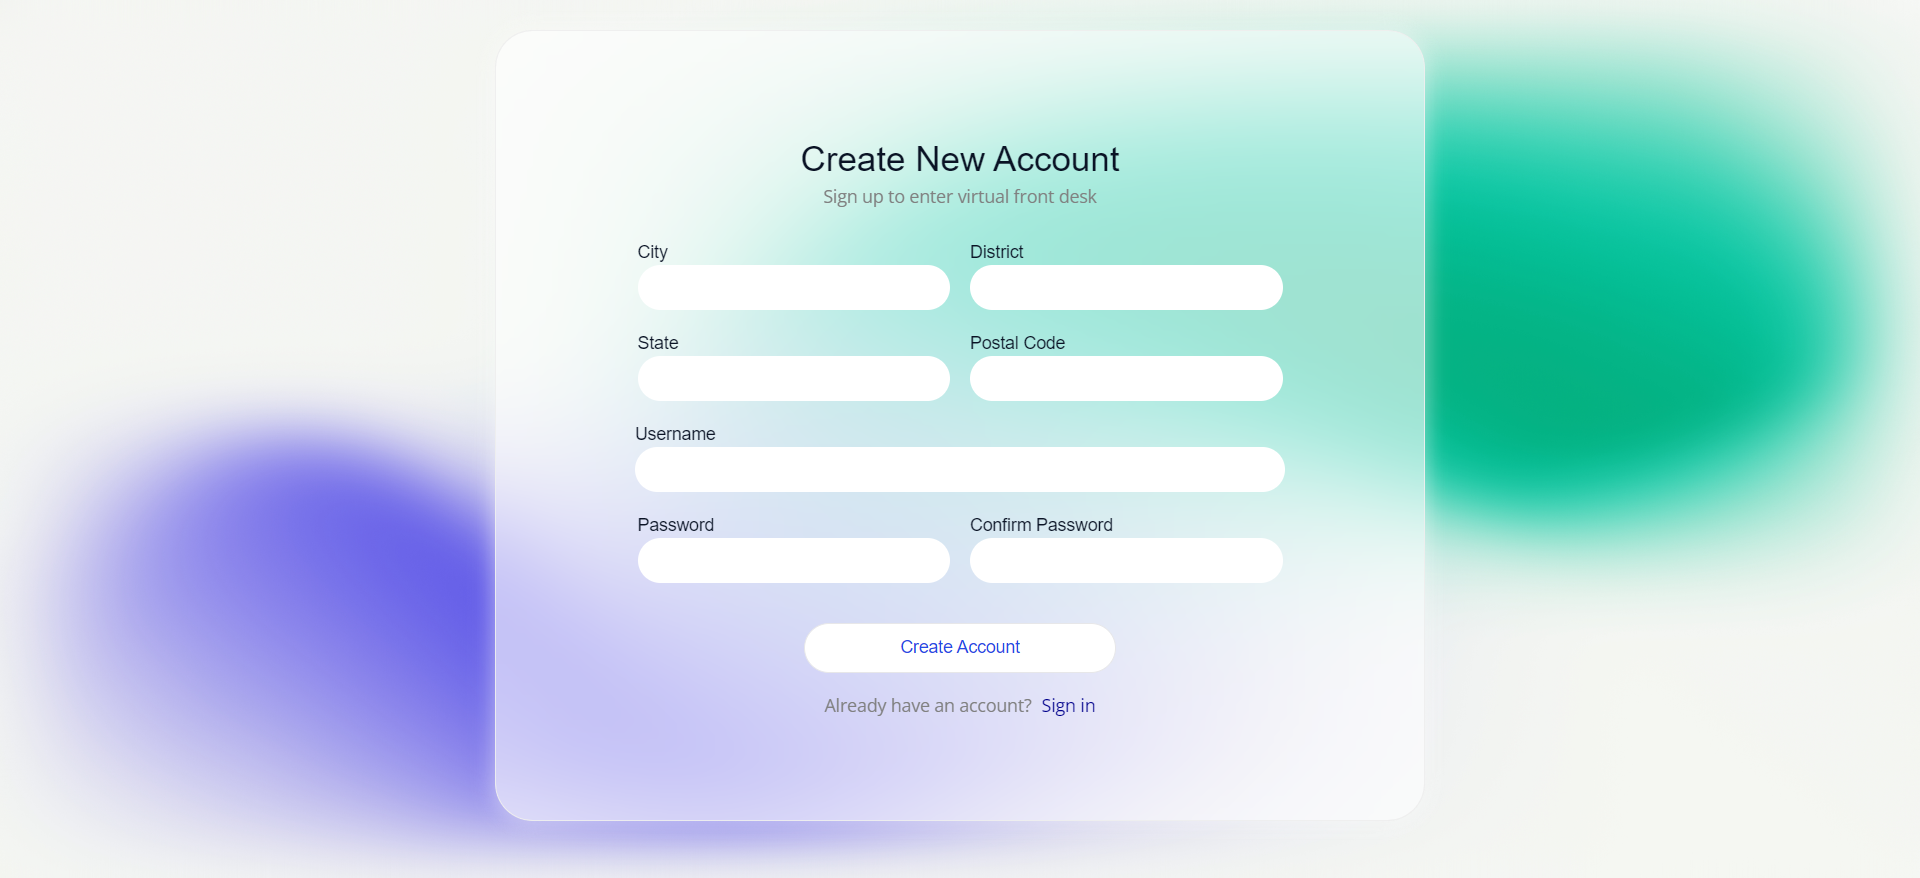 Create New Account
Sign up to enter virtual front desk
City District
State Postal Code
Username
Password Confirm Password
Create Account
Already have an account? Sign in